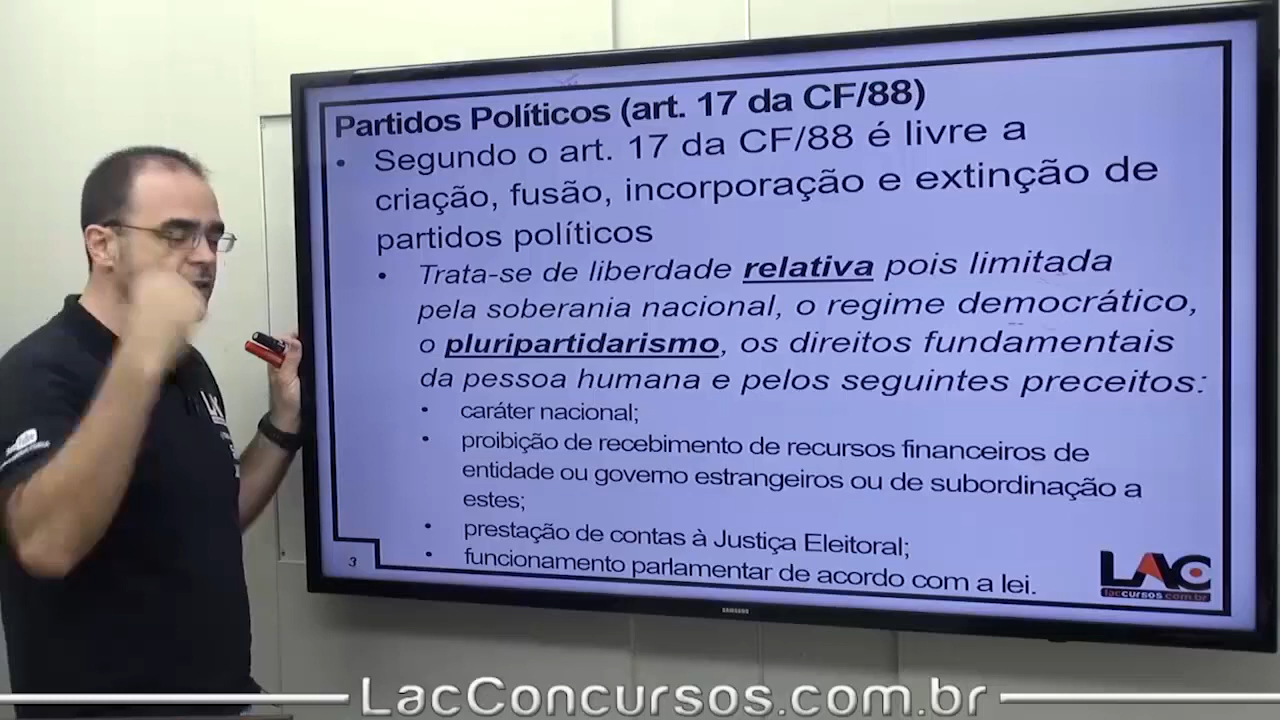 Partidos Políticos (art. 17 da CF/88)
• Segundo o art. 17 da CF/88 é livre a
criação, fusão, incorporação e extinção de
partidos políticos
• Trata-se de liberdade relativa pois limitada
pela soberania nacional, o regime democrático,
o pluripartidarismo, os direitos fundamentais
da pessoa humana e pelos seguintes preceitos:
• caráter nacional;
• proibição de recebimento de recursos financeiros de
entidade ou governo estrangeiros ou de subordinação a
estes;
• prestação de contas à Justiça Eleitoral;
• funcionamento parlamentar de acordo com a lei.
3
LAC
laccursos.com.br
SAMSUNG
LacConcursos.com.br